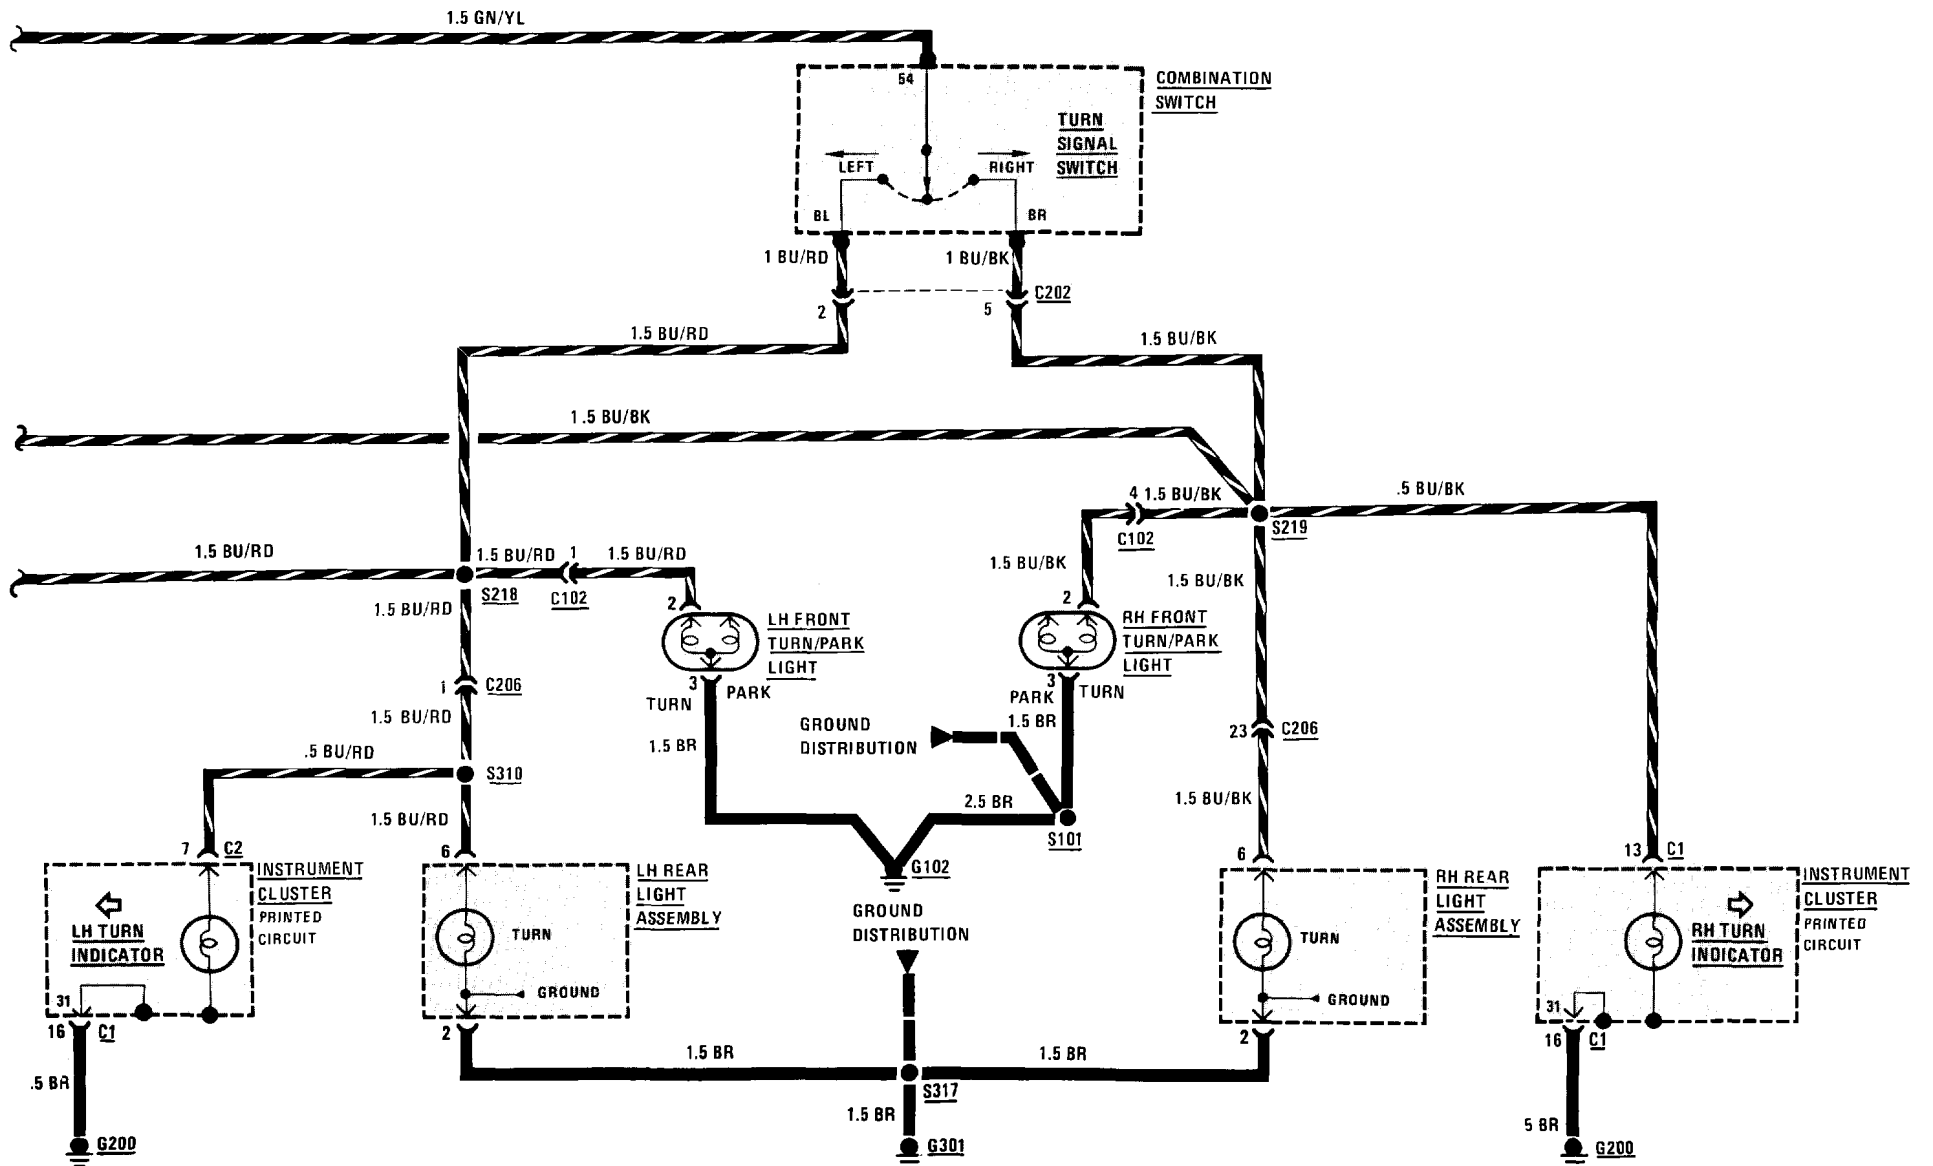 1.5 GN/YL
54
COMBINATION
SWITCH
TURN
SIGNAL
SWITCH
LEFT
RIGHT
BL
BR
1 BU/RD
1 BU/BK
2
5
C202
1.5 BU/RD
1.5 BU/BK
1.5 BU/BK
4
1.5 BU/BK
.5 BU/BK
C102
S219
1.5 BU/RD
1.5 BU/RD
1
1.5 BU/RD
S218
C102
1.5 BU/RD
1.5 BU/BK
1.5 BU/BK
2
LH FRONT
TURN/PARK
LIGHT
2
RH FRONT
TURN/PARK
LIGHT
3
TURN
PARK
3
PARK
TURN
1
C206
1.5 BU/RD
1.5 BR
GROUND
DISTRIBUTION
1.5 BR
23
C206
.5 BU/RD
S310
1.5 BU/RD
2.5 BR
S101
1.5 BU/BK
7
C2
6
G102
6
13
C1
INSTRUMENT
CLUSTER
PRINTED
CIRCUIT
LH TURN
INDICATOR
LH REAR
LIGHT
ASSEMBLY
TURN
GROUND
GROUND
DISTRIBUTION
RH REAR
LIGHT
ASSEMBLY
TURN
GROUND
INSTRUMENT
CLUSTER
PRINTED
CIRCUIT
RH TURN
INDICATOR
31
16
C1
2
2
31
16
C1
1.5 BR
1.5 BR
S317
.5 BR
1.5 BR
5 BR
G200
G301
G200